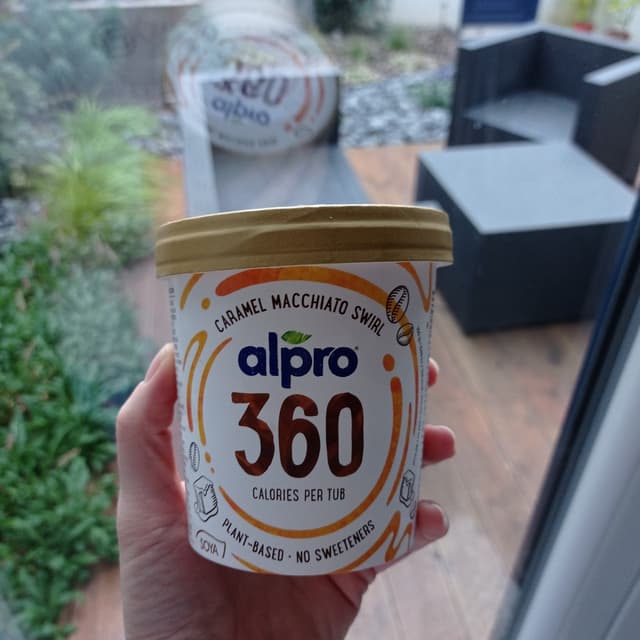 CARAMEL MACCHIATO SWIRL
alpro
360
CALORIES PER TUB
PLANT-BASED · NO SWEETENERS
SOYA